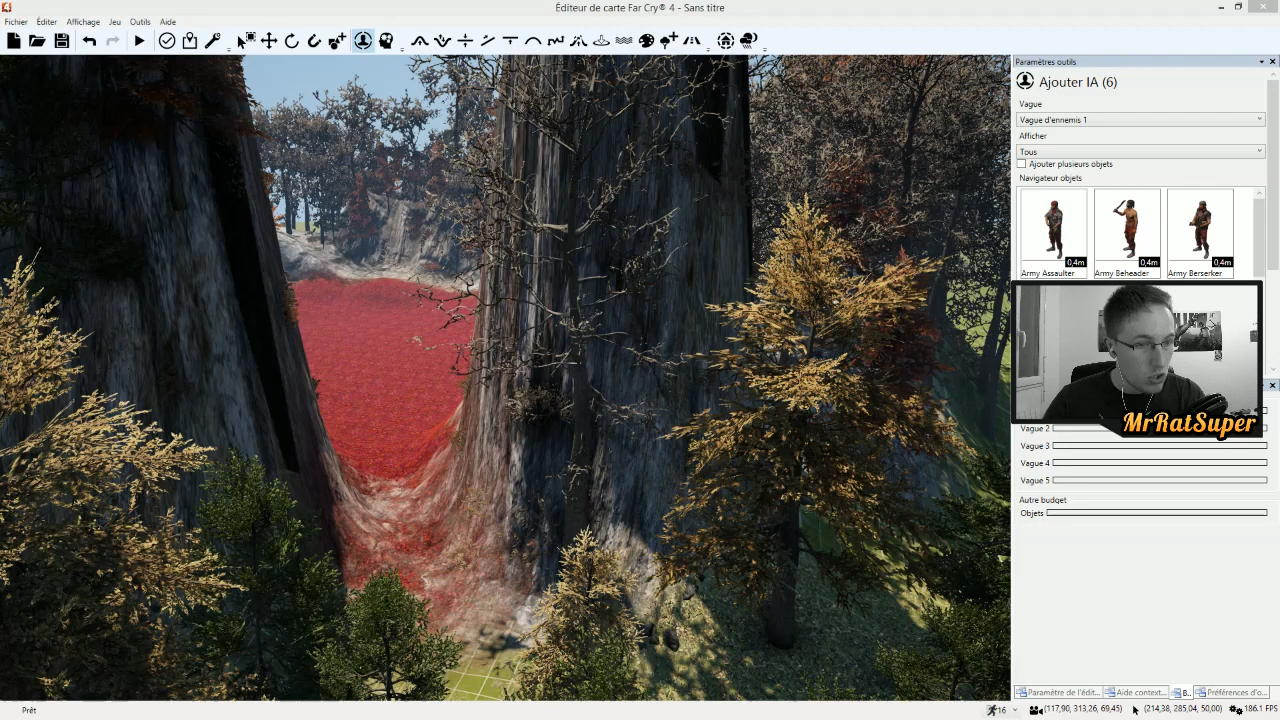 Éditeur de carte Far Cry® 4 - Sans titre
Fichier Éditer Affichage Jeu Outils Aide
Paramètres outils
Ajouter IA (6)
Vague
Vague d'ennemis 1
Afficher
Tous
Ajouter plusieurs objets
Navigateur objets
0,4m 0,4m 0,4m
Army Assaulter Army Beheader Army Berserker
MrRatSuper
Vague 2
Vague 3
Vague 4
Vague 5
Autre budget
Objets
Paramètre de l'édit... Aide context... B... Préférences d'o...
Prêt
16 (117,90, 313,26, 69,45) (214,38, 285,04, 50,00) 186.1 FPS